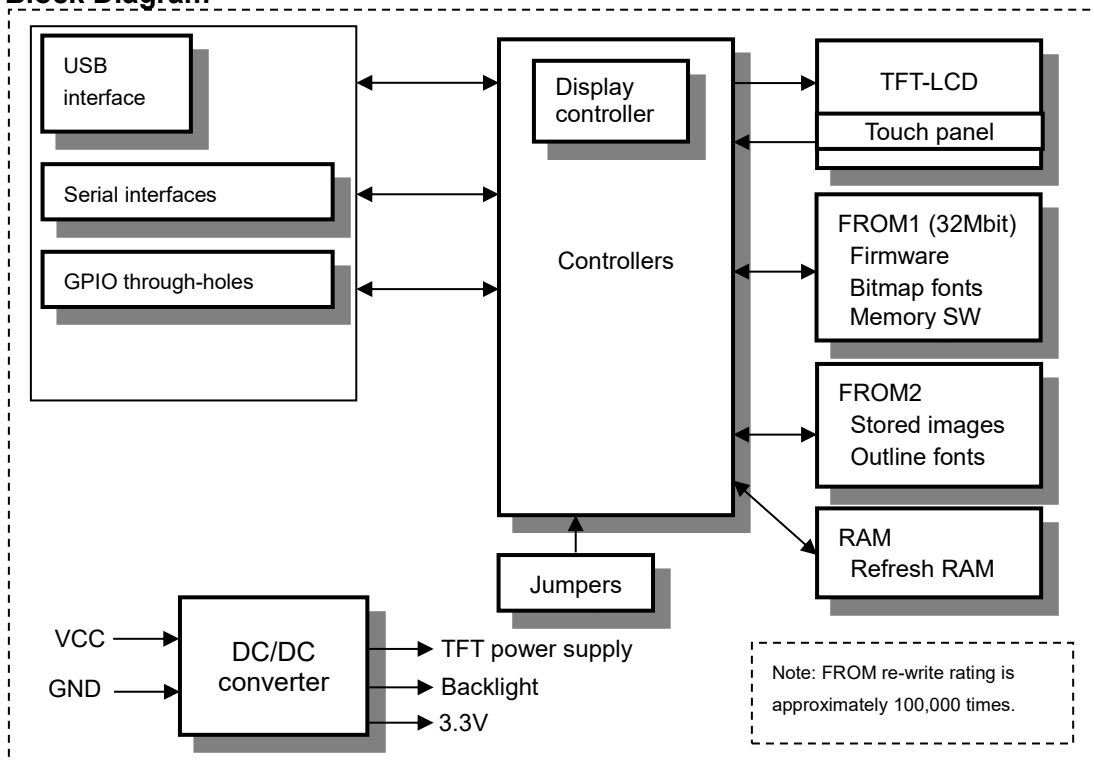 Block Diagram
USB
interface
Serial interfaces
GPIO through-holes
Display
controller
Controllers
Jumpers
TFT-LCD
Touch panel
FROM1 (32Mbit)
Firmware
Bitmap fonts
Memory SW
FROM2
Stored images
Outline fonts
RAM
Refresh RAM
VCC
GND
DC/DC
converter
TFT power supply
Backlight
3.3V
Note: FROM re-write rating is
approximately 100,000 times.